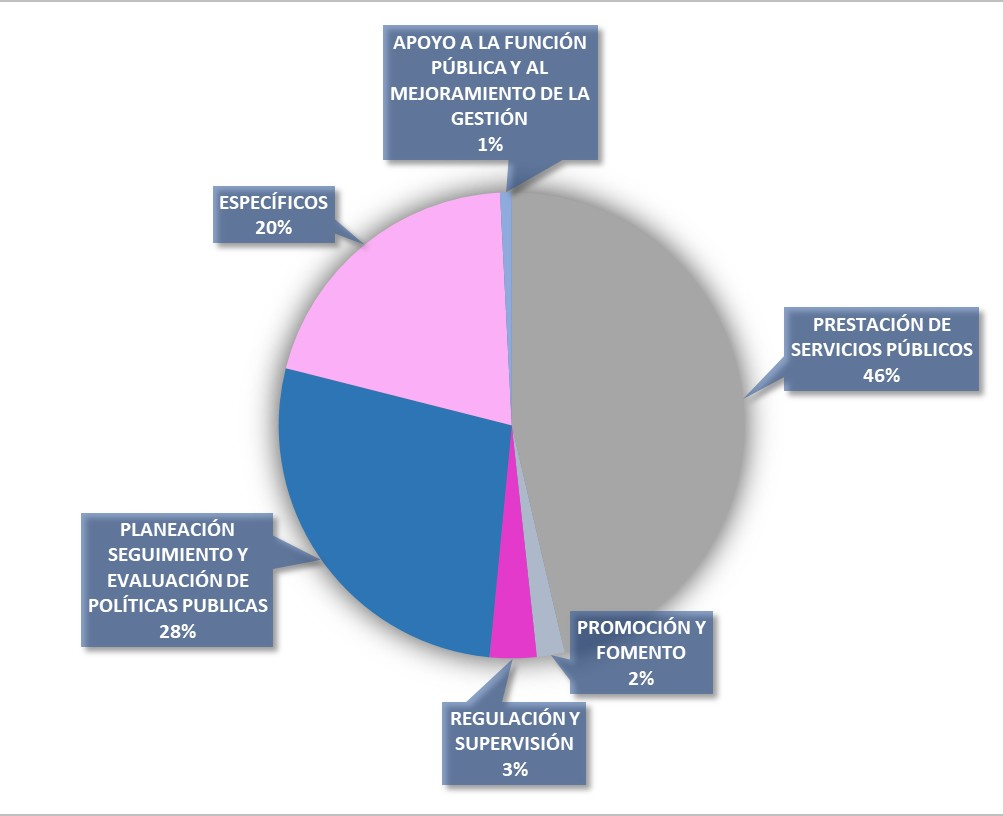 APOYO A LA FUNCIÓN
PÚBLICA Y AL
MEJORAMIENTO DE LA
GESTIÓN
1%
ESPECÍFICOS
20%
PRESTACIÓN DE
SERVICIOS PÚBLICOS
46%
PLANEACIÓN
SEGUIMIENTO Y
EVALUACIÓN DE
POLÍTICAS PUBLICAS
28%
PROMOCIÓN Y
FOMENTO
2%
REGULACIÓN Y
SUPERVISIÓN
3%